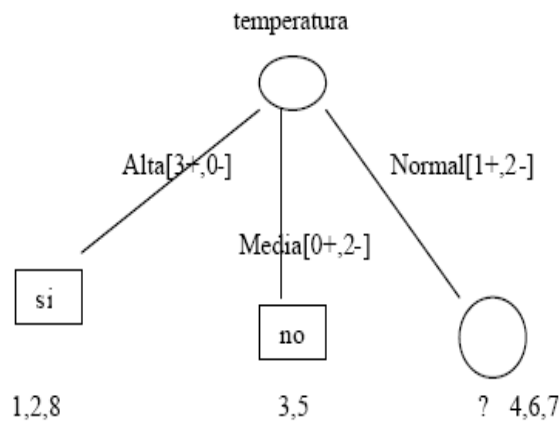 temperatura
Alta[3+,0-]
Normal[1+,2-]
Media[0+,2-]
si
no
1,2,8
3,5
? 4,6,7